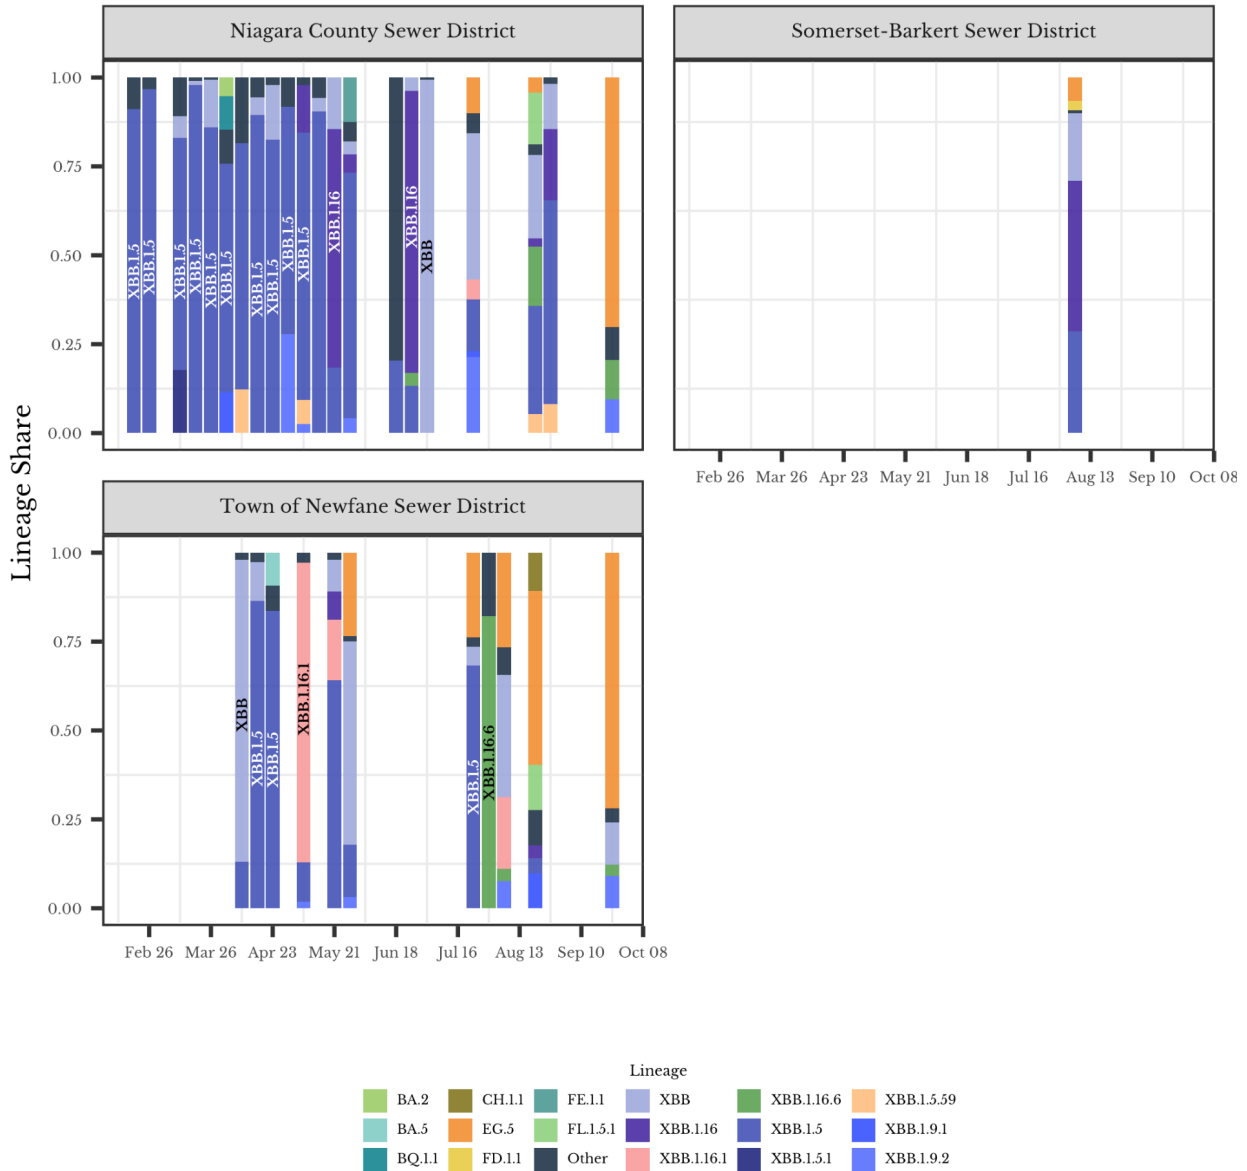 Niagara County Sewer District
Somerset-Barkert Sewer District
1.00
0.75
0.50
0.25
0.00
XBB.1.5
XBB.1.5
XBB.1.5
XBB.1.5
XBB.1.5
XBB.1.5
XBB.1.5
XBB.1.5
XBB.1.5
XBB.1.5
XBB.1.16
XBB.1.16
XBB
Feb 26 Mar 26 Apr 23 May 21 Jun 18 Jul 16 Aug 13 Sep 10 Oct 08
Lineage Share
Town of Newfane Sewer District
1.00
0.75
0.50
0.25
0.00
XBB
XBB.1.5
XBB.1.5
XBB.1.16.1
XBB.1.5
XBB.1.16.6
Feb 26 Mar 26 Apr 23 May 21 Jun 18 Jul 16 Aug 13 Sep 10 Oct 08
Lineage
BA.2 CH.1.1 FE.1.1 XBB XBB.1.16.6 XBB.1.5.59
BA.5 EG.5 FL.1.5.1 XBB.1.16 XBB.1.5 XBB.1.9.1
BQ.1.1 FD.1.1 Other XBB.1.16.1 XBB.1.5.1 XBB.1.9.2